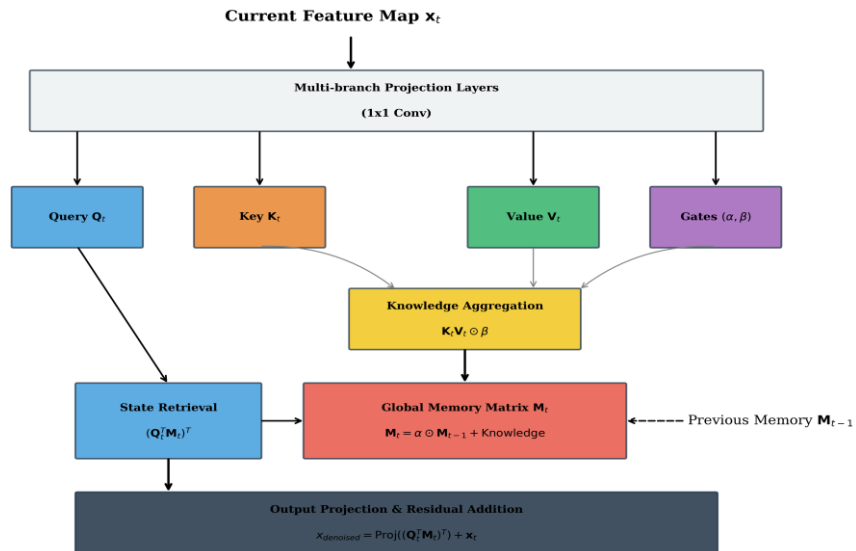 Current Feature Map x_t
Multi-branch Projection Layers
(1x1 Conv)
Query Q_t
Key K_t
Value V_t
Gates (α, β)
Knowledge Aggregation
K_tV_t ⊙ β
State Retrieval
(Q_t^T M_t)^T
Global Memory Matrix M_t
M_t = α ⊙ M_{t−1} + Knowledge
Previous Memory M_{t−1}
Output Projection & Residual Addition
x_{denoised} = Proj((Q_t^T M_t)^T) + x_t